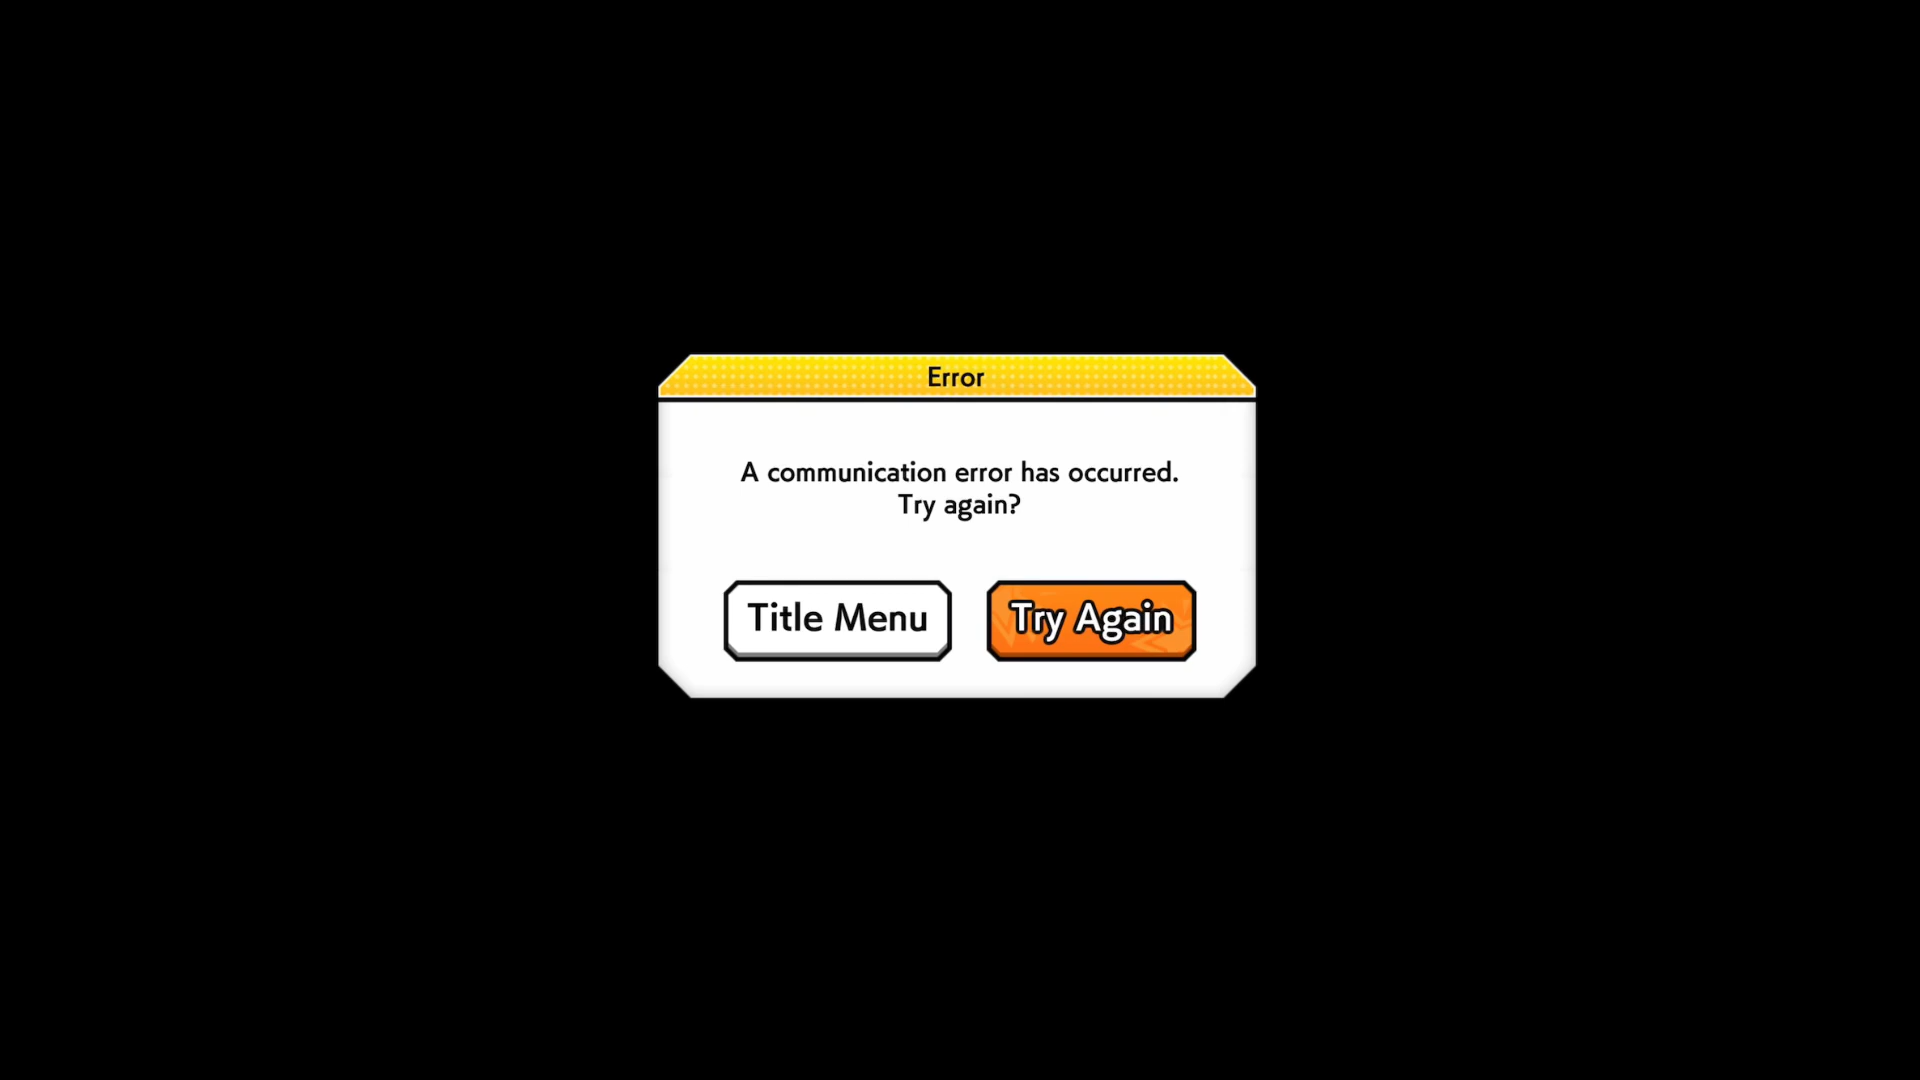 Error
A communication error has occurred.
Try again?
Title Menu
Try Again